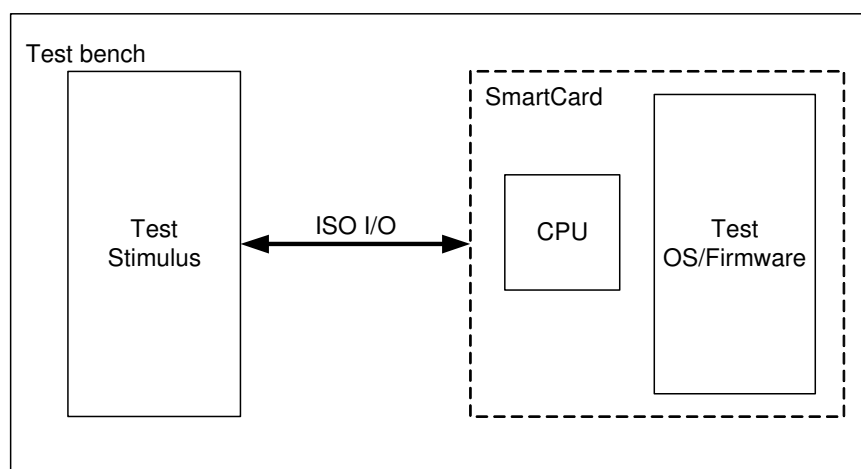 Test bench
SmartCard
Test
Stimulus
ISO I/O
CPU
Test
OS/Firmware